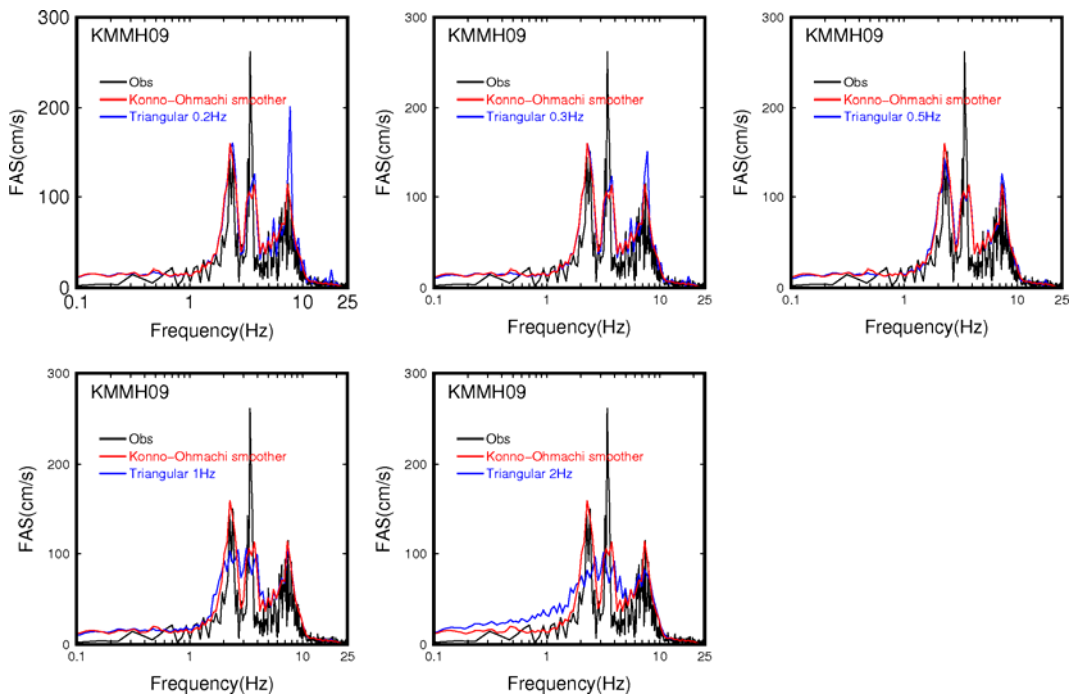 300
KMMH09
Obs
Konno-Ohmachi smoother
Triangular 0.2Hz
200
100
0
FAS(cm/s)
0.1
1
10
25
Frequency(Hz)
300
KMMH09
Obs
Konno-Ohmachi smoother
Triangular 0.3Hz
200
100
0
FAS(cm/s)
0.1
1
10
25
Frequency(Hz)
300
KMMH09
Obs
Konno-Ohmachi smoother
Triangular 0.5Hz
200
100
0
FAS(cm/s)
0.1
1
10
25
Frequency(Hz)
300
KMMH09
Obs
Konno-Ohmachi smoother
Triangular 1Hz
200
100
0
FAS(cm/s)
0.1
1
10
25
Frequency(Hz)
300
KMMH09
Obs
Konno-Ohmachi smoother
Triangular 2Hz
200
100
0
FAS(cm/s)
0.1
1
10
25
Frequency(Hz)